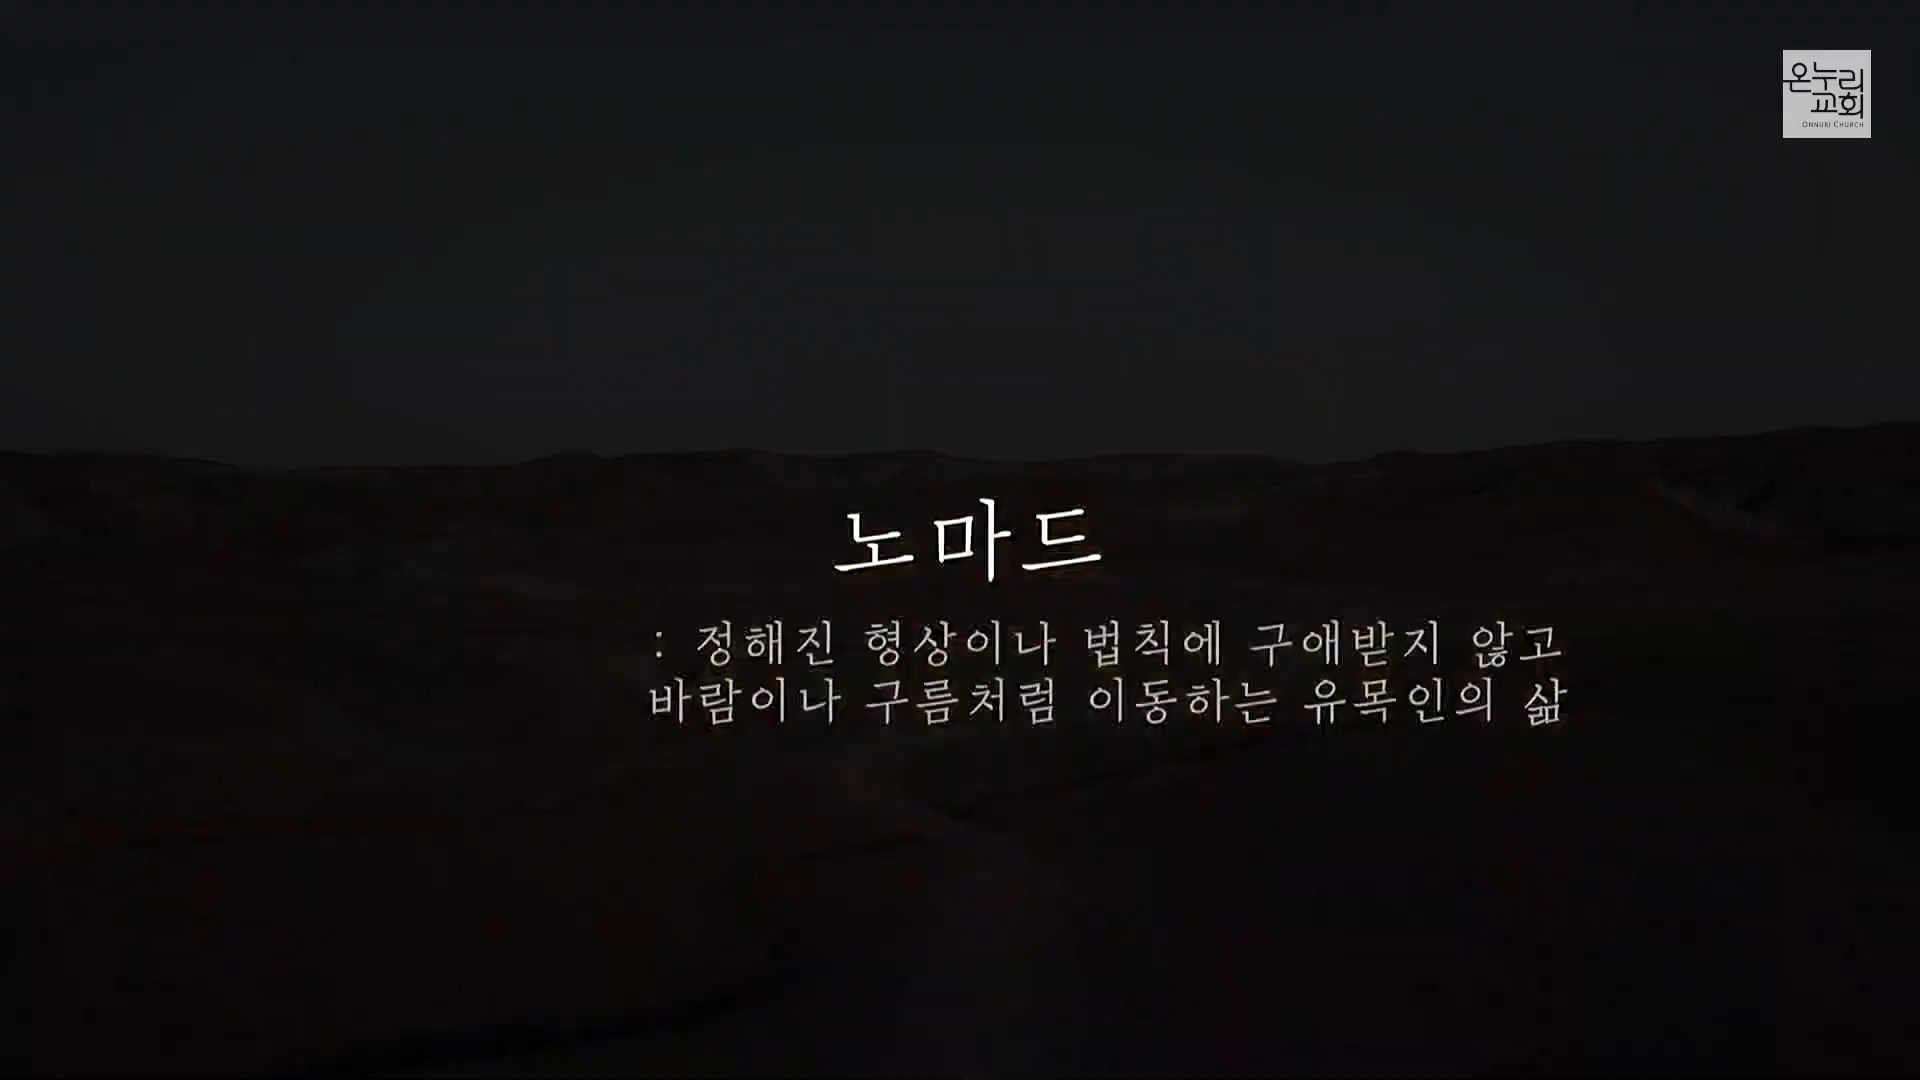 온누리
교회
ONNURI CHURCH
노마드
: 정해진 형상이나 법칙에 구애받지 않고
바람이나 구름처럼 이동하는 유목인의 삶